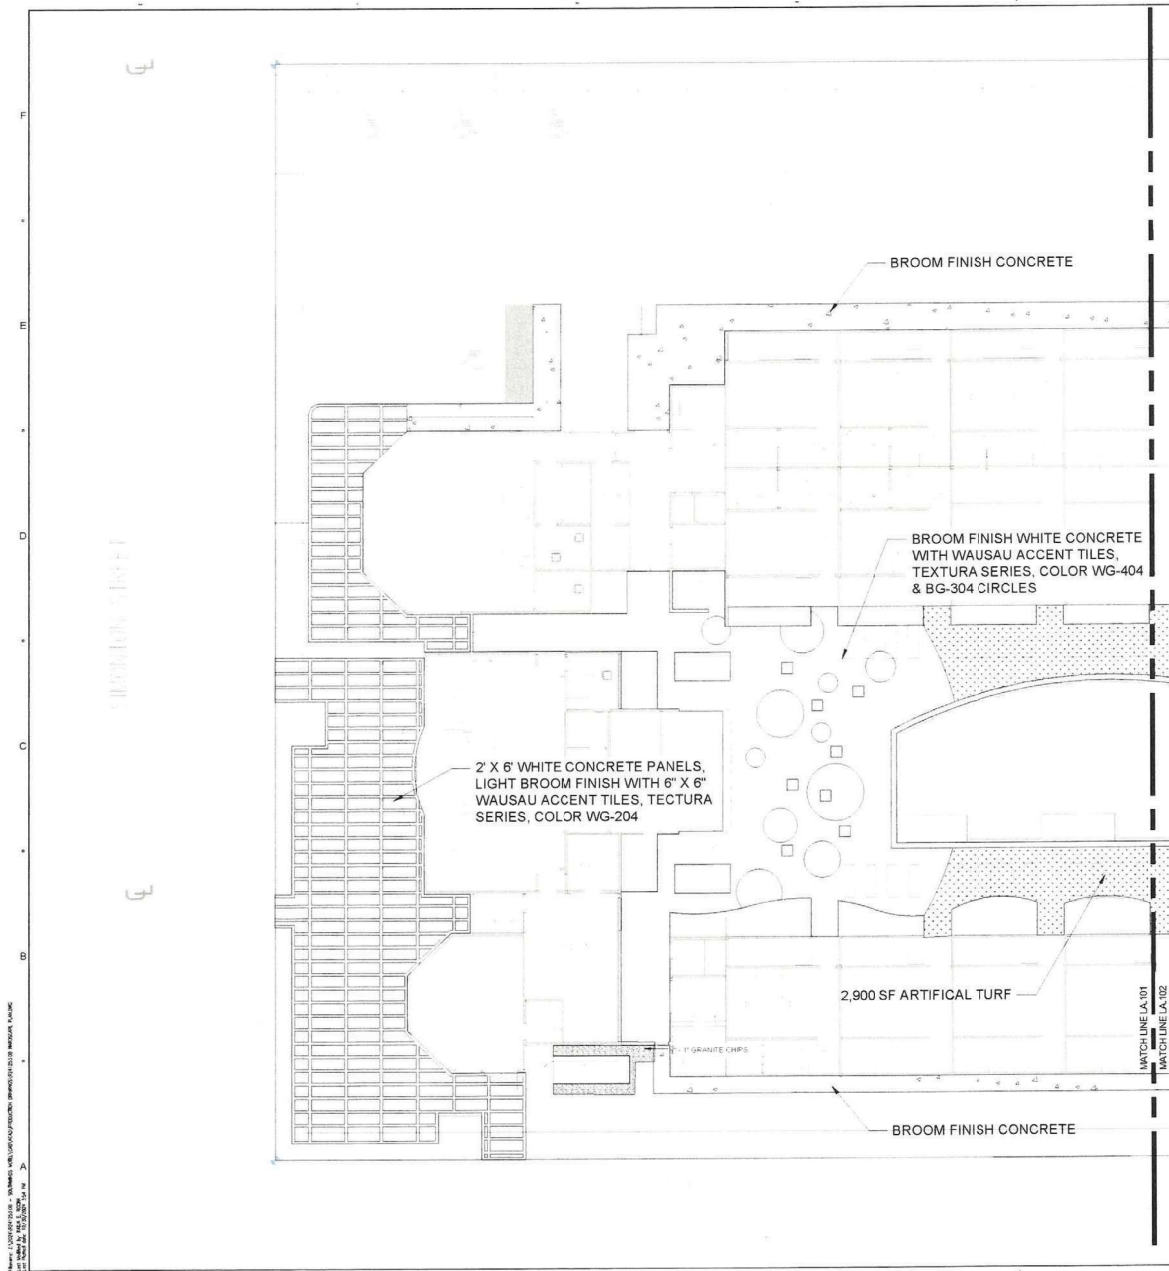 F
BROOM FINISH CONCRETE
E
BROOM FINISH WHITE CONCRETE
WITH WAUSAU ACCENT TILES,
TEXTURA SERIES, COLOR WG-404
& BG-304 CIRCLES
D
C
2' X 6' WHITE CONCRETE PANELS,
LIGHT BROOM FINISH WITH 6" X 6"
WAUSAU ACCENT TILES, TECTURA
SERIES, COLOR WG-204
B
2,900 SF ARTIFICAL TURF
MATCH LINE LA.101
MATCH LINE LA.102
1" GRANITE CHIPS
BROOM FINISH CONCRETE
A